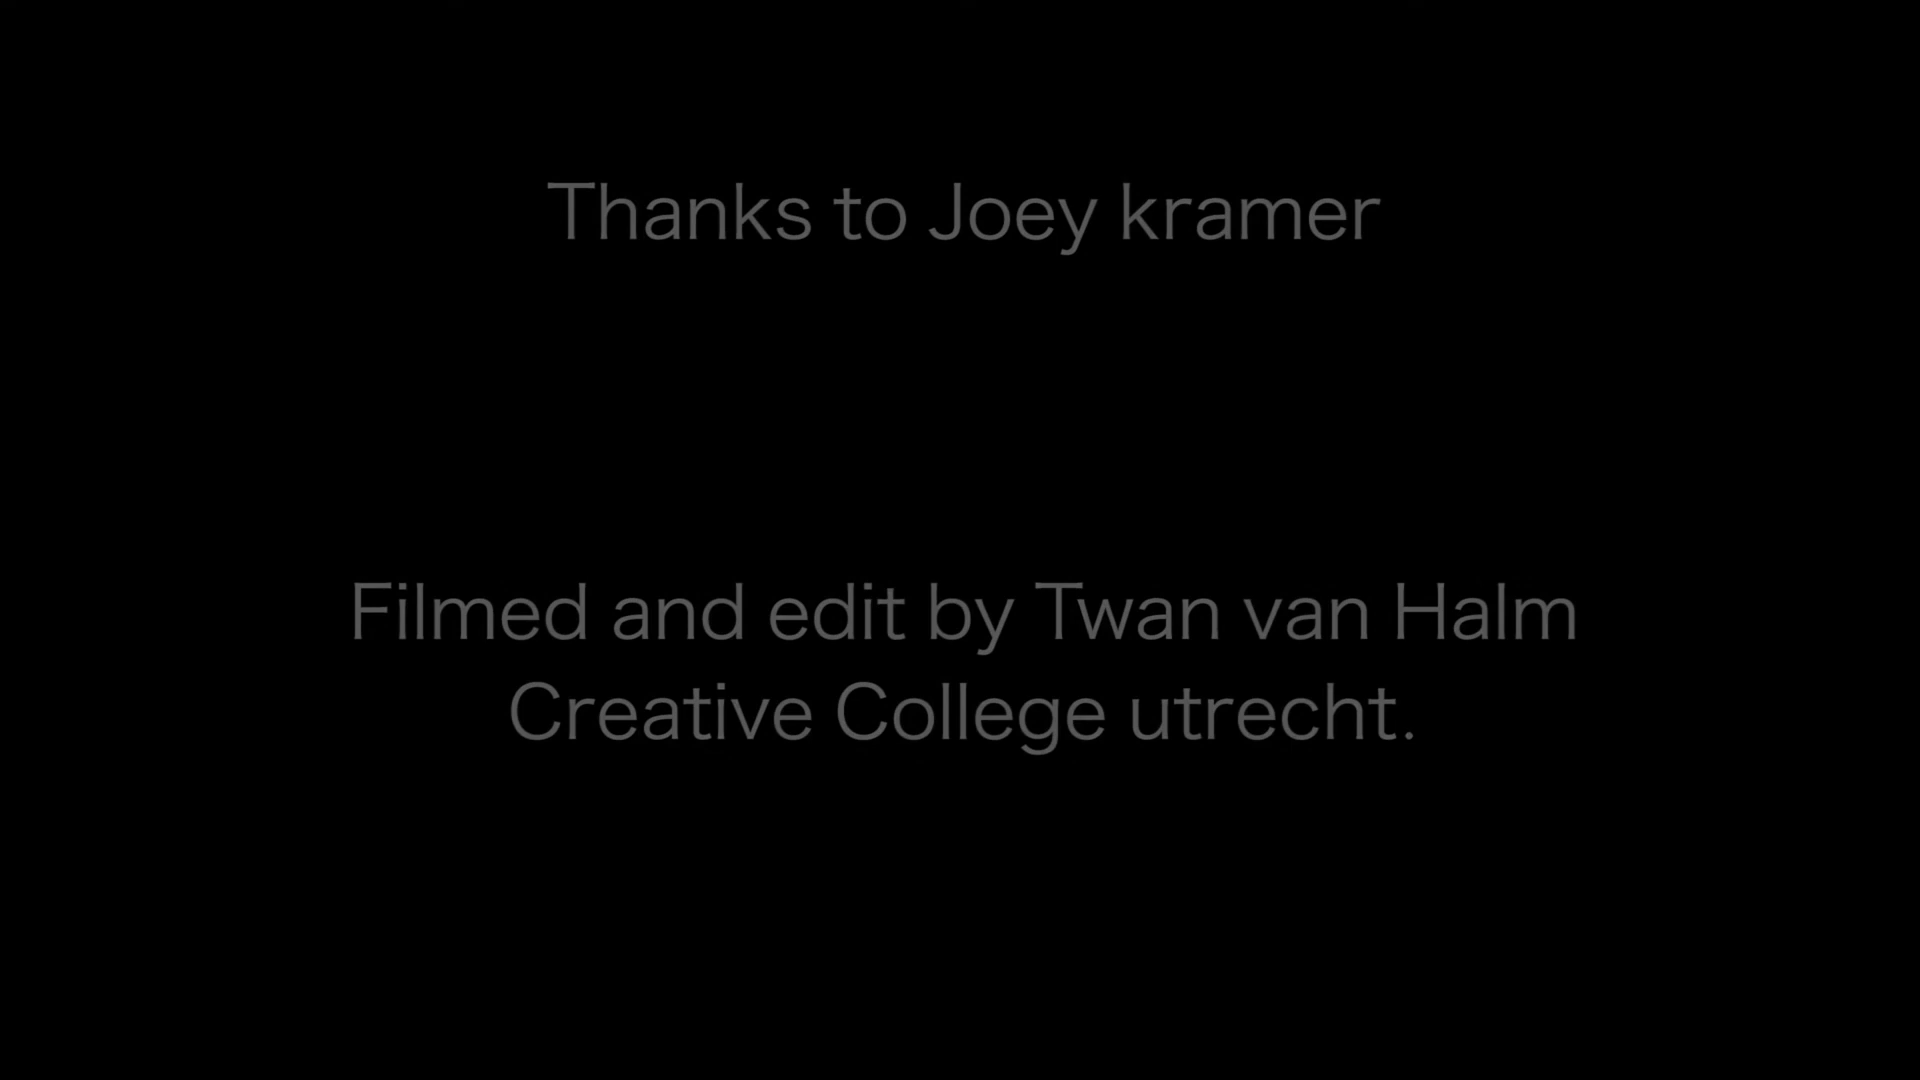 Thanks to Joey kramer
Filmed and edit by Twan van Halm
Creative College utrecht.